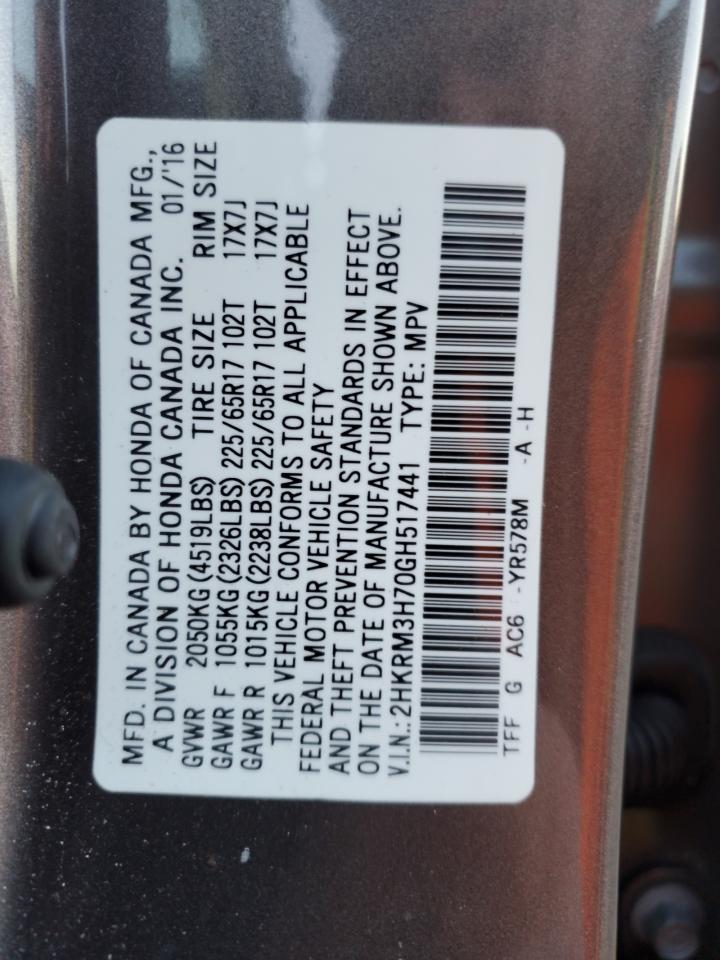 MFD. IN CANADA BY HONDA OF CANADA MFG.,
A DIVISION OF HONDA CANADA INC. 01/'16
GVWR 2050KG(4519LBS) TIRE SIZE RIM SIZE
GAWR F 1055KG(2326LBS) 225/65R17 102T 17X7J
GAWR R 1015KG(2238LBS) 225/65R17 102T 17X7J
THIS VEHICLE CONFORMS TO ALL APPLICABLE
FEDERAL MOTOR VEHICLE SAFETY
AND THEFT PREVENTION STANDARDS IN EFFECT
ON THE DATE OF MANUFACTURE SHOWN ABOVE.
V.I.N.:2HKRM3H70GH517441 TYPE: MPV
TFF G AC6 -YR578M -A -H